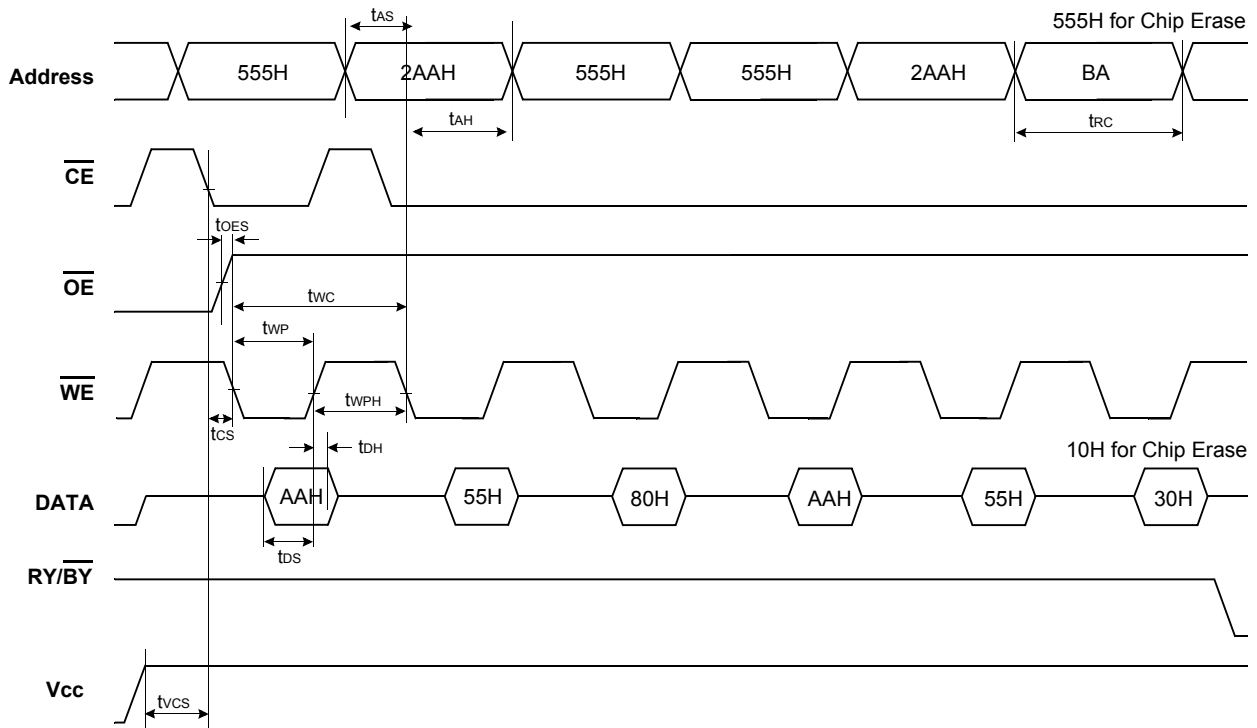 tAS
555H for Chip Erase
Address 555H 2AAH 555H 555H 2AAH BA
tAH tRC
CE
tOES
OE
tWC
tWP
WE
tWPH
tCS
tDH
10H for Chip Erase
DATA AAH 55H 80H AAH 55H 30H
tDS
RY/BY
Vcc
tVCS